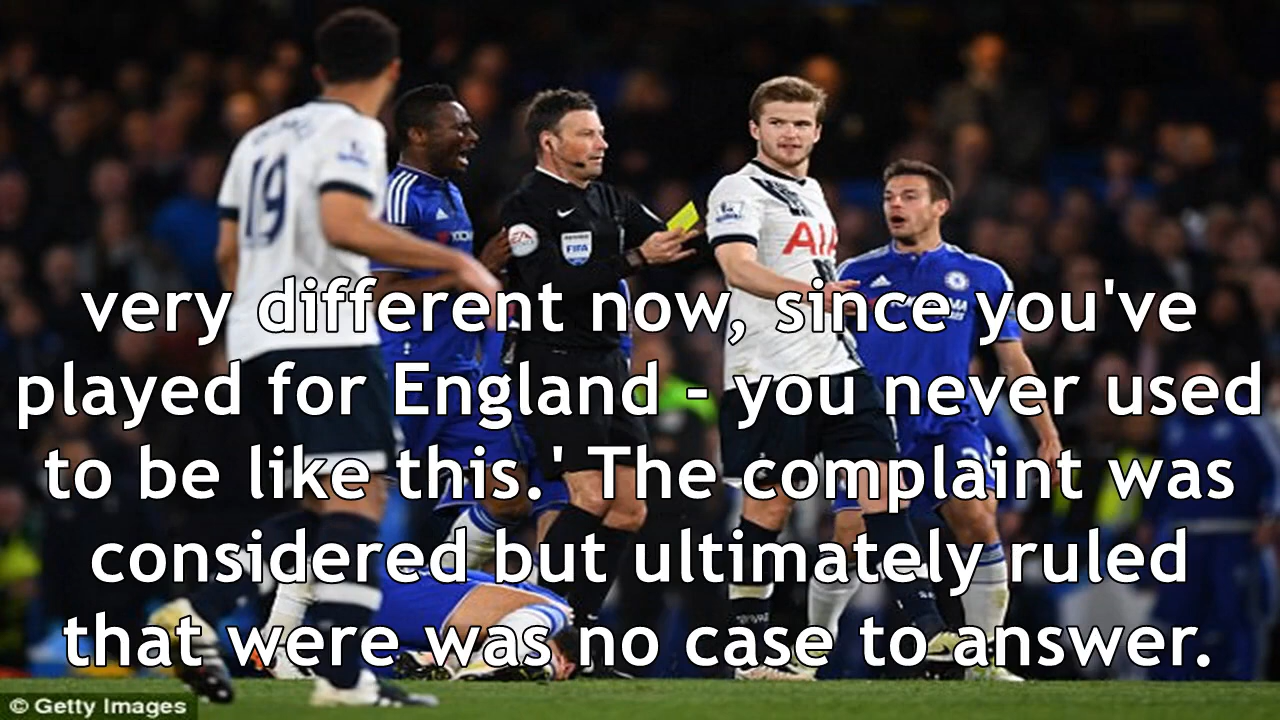 19
FIFA
AIA
very different now, since you've
played for England - you never used
to be like this.' The complaint was
considered but ultimately ruled
that were was no case to answer.
© Getty Images